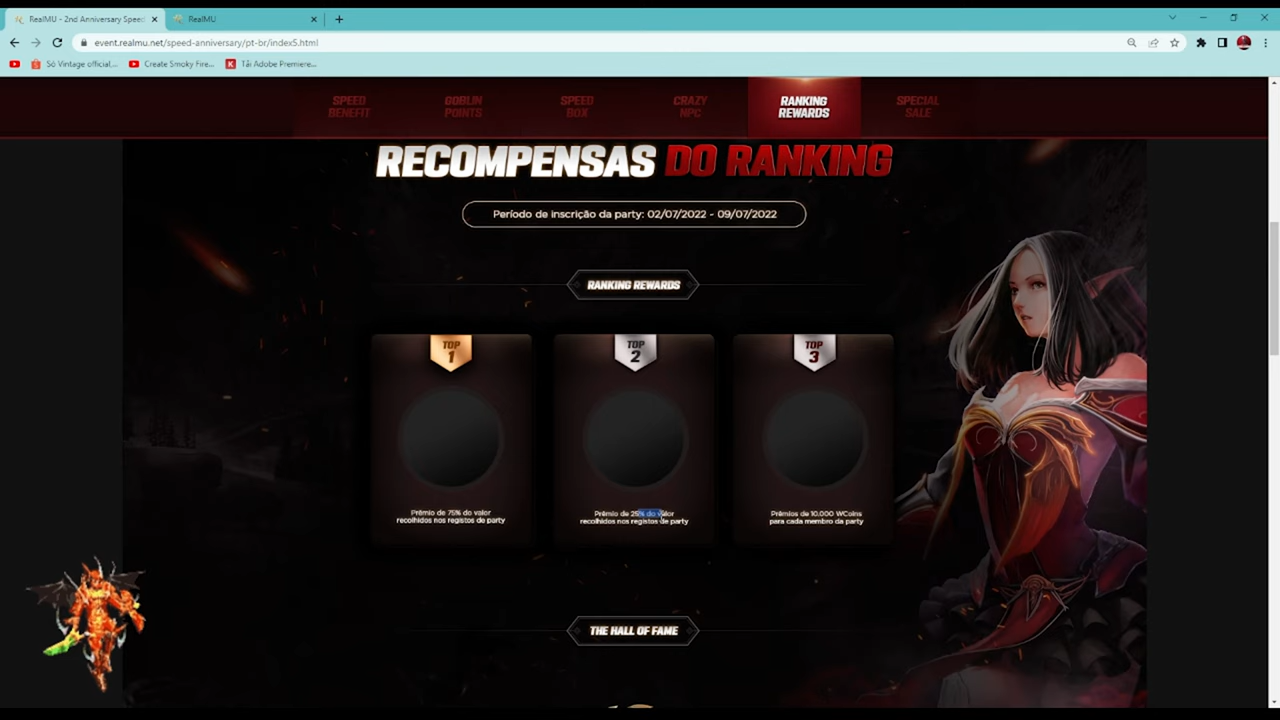 RealMU - 2nd Anniversary Speed
RealMU
event.realmu.net/speed-anniversary/pt-br/index5.html
Só Vintage official,...
Create Smoky Fire...
Tải Adobe Premiere...
SPEED BENEFIT
GOBLIN POINTS
SPEED BOX
CRAZY NPC
RANKING REWARDS
SPECIAL SALE
RECOMPENSAS DO RANKING
Período de inscrição da party: 02/07/2022 - 09/07/2022
RANKING REWARDS
TOP 1
TOP 2
TOP 3
Prêmio de 75% do valor
recolhidos nos registos de party
Prêmio de 25% do valor
recolhidos nos registos de party
Prêmios de 10.000 WCoins
para cada membro da party
THE HALL OF FAME